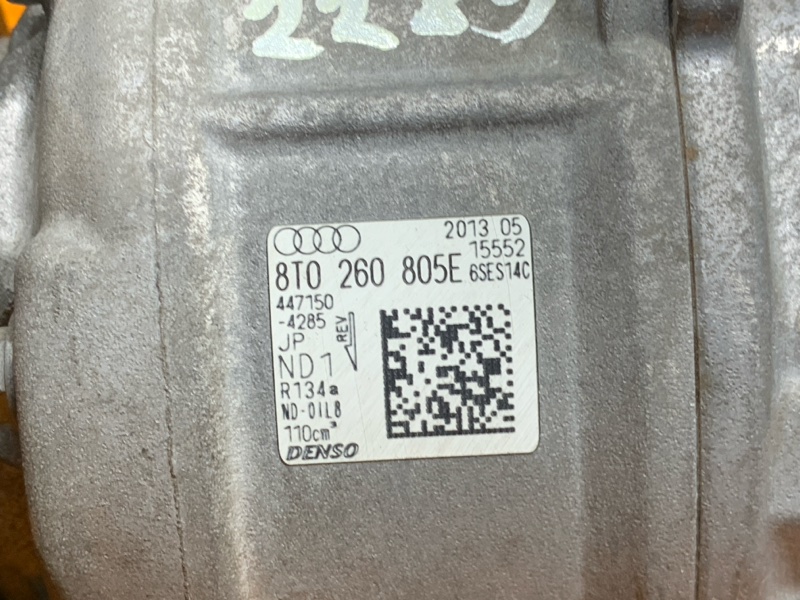 2013 05
15552
8T0 260 805E 6SES14C
447150
-4285
REV
JP
ND1
R134a
ND-OIL8
110cm³
DENSO